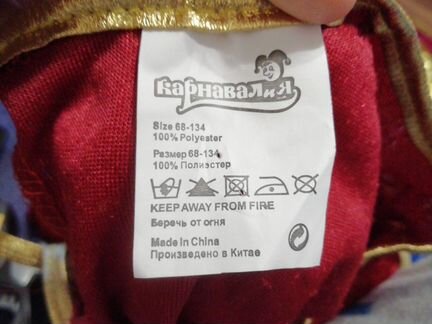 карнавалия
Size 68-134
100% Polyester
Размер 68-134
100% Полиэстер
KEEP AWAY FROM FIRE
Беречь от огня
Made in China
Произведено в Китае